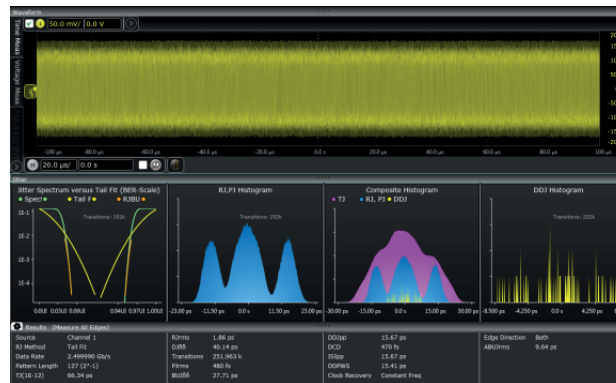 Waveform
Time Meas
Voltage Meas
1 50.0 mV/ 0.0 V
-100 µs -80.0 µs -60.0 µs -40.0 µs -20.0 µs 0.0 s 20.0 µs 40.0 µs 60.0 µs 80.0 µs 100 µs
H 20.0 µs/ 0.0 s
Jitter
Jitter Spectrum versus Tail Fit (BER-Scale)
Tail F RJBU
Transitions: 252k
1E-1
1E-2
1E-3
1E-4
0.0UI 0.03UI 0.06UI 0.94UI 0.97UI 1.00UI
RJ,PJ Histogram
Transitions: 252k
-23.00 ps -11.50 ps 0.0 s 11.50 ps 23.00 ps
Composite Histogram
TJ RJ, PJ DDJ
-30.00 ps -15.00 ps 0.0 s 15.00 ps 30.00 ps
DDJ Histogram
Transitions: 252k
-8.500 ps -4.250 ps 0.0 s 4.250 ps
Results (Measure All Edges)
Source Channel 1
RJ Method Tail Fit
Data Rate 2.499990 Gb/s
Pattern Length
TJ(1E-12) 66.34 ps
RJrms 1.86 ps
DJδδ 40.14 ps
Transitions 251.963 k
PJrms 480 fs
BUJδδ 27.71 ps
DDJpp 15.67 ps
DCD 470 fs
ISIpp 15.67 ps
DDPWS 15.41 ps
Clock Recovery Constant Freq
Edge Direction Both
ABUJrms 9.64 ps